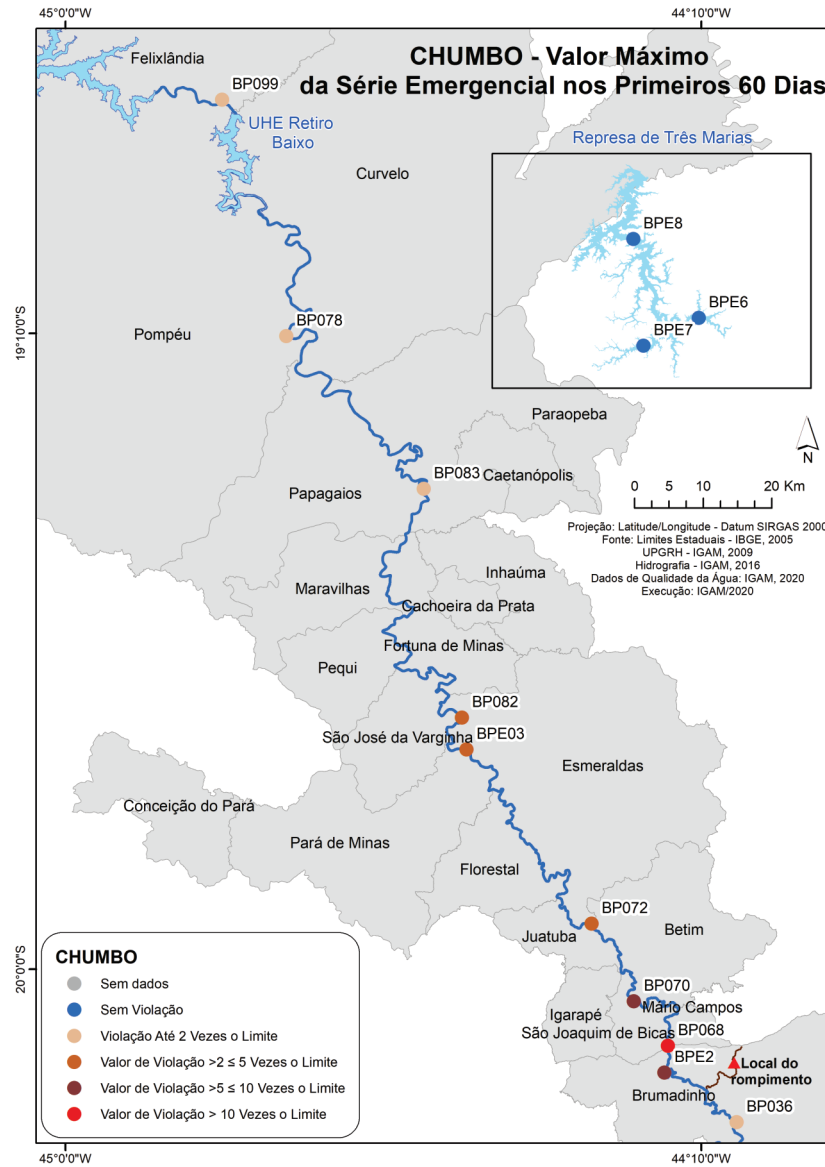 45°0'0"W
44°10'0"W
CHUMBO - Valor Máximo
da Série Emergencial nos Primeiros 60 Dias
Felixlândia
BP099
UHE Retiro
Baixo
Represa de Três Marias
Curvelo
BPE8
BPE6
BPE7
BP078
Pompéu
19°10'0"S
Paraopeba
N
BP083
Caetanópolis
Papagaios
0 5 10 20 Km
Projeção: Latitude/Longitude - Datum SIRGAS 2000
Fonte: Limites Estaduais - IBGE, 2005
UPGRH - IGAM, 2009
Hidrografia - IGAM, 2016
Dados de Qualidade da Água: IGAM, 2020
Execução: IGAM/2020
Inhaúma
Maravilhas
Cachoeira da Prata
Fortuna de Minas
Pequi
BP082
São José da Varginha
BPE03
Esmeraldas
Conceição do Pará
Pará de Minas
Florestal
BP072
Juatuba
Betim
20°0'0"S
BP070
Mário Campos
Igarapé
São Joaquim de Bicas
BP068
BPE2
Local do
rompimento
Brumadinho
BP036
CHUMBO
Sem dados
Sem Violação
Violação Até 2 Vezes o Limite
Valor de Violação >2 ≤ 5 Vezes o Limite
Valor de Violação >5 ≤ 10 Vezes o Limite
Valor de Violação > 10 Vezes o Limite
45°0'0"W
44°10'0"W